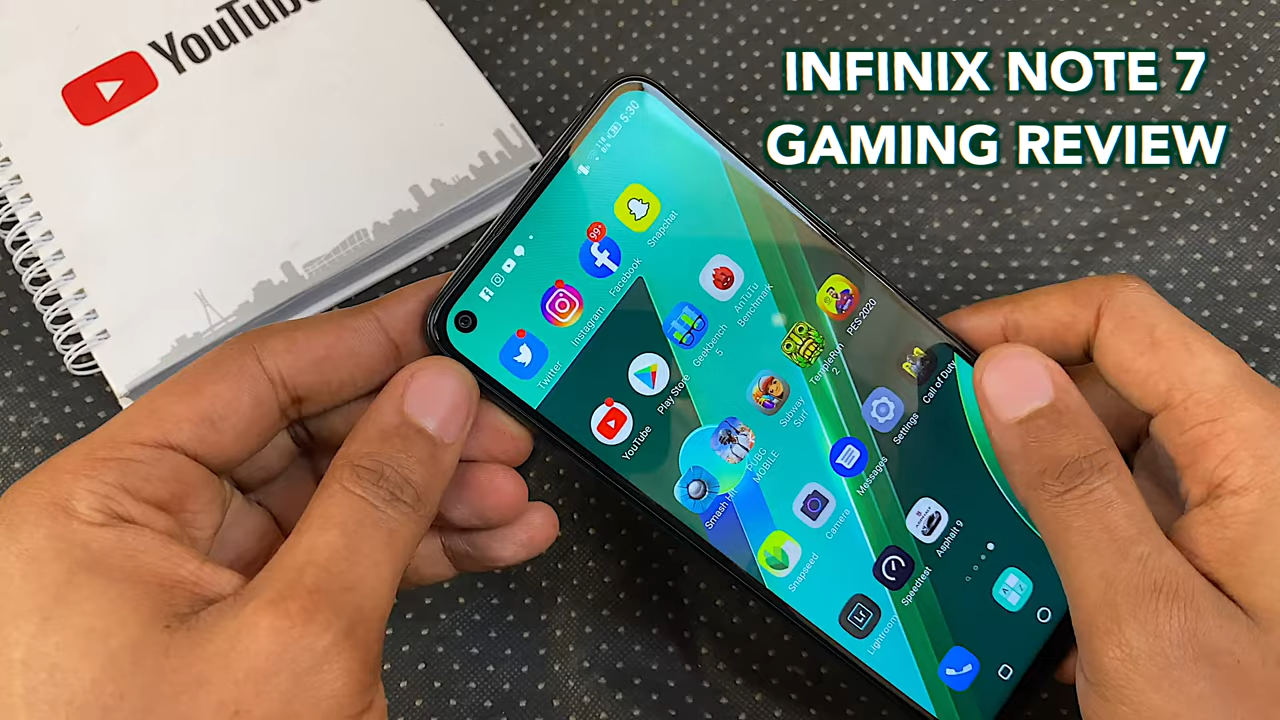 YouTube
INFINIX NOTE 7
GAMING REVIEW
5:30
Snapchat
99+
Facebook
Instagram
Twitter
AnTuTu
Benchmark
Geekbench
5
Play Store
YouTube
PES 2020
Temple Run
2
Subway
Surf
PUBG
MOBILE
Smash Hit
Call of Duty
Settings
Messages
Camera
Snapseed
Asphalt 9
Speedtest
Lr
Lightroom
A Z